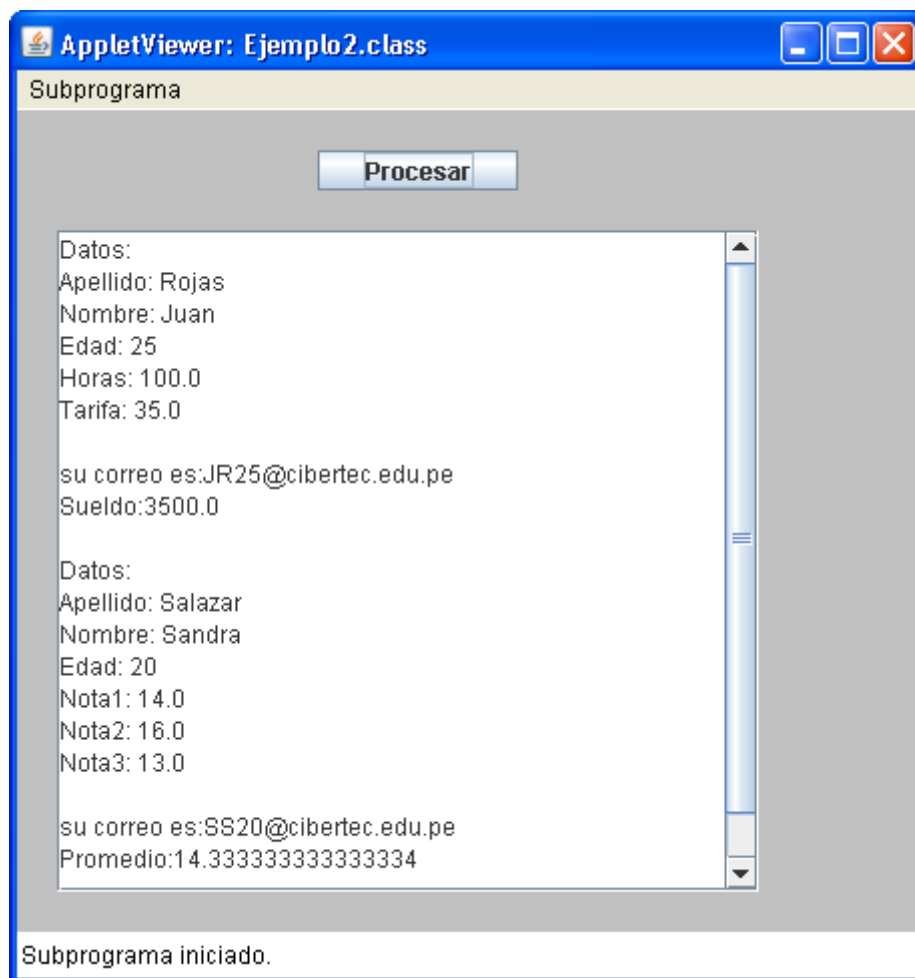 AppletViewer: Ejemplo2.class
Subprograma
Procesar
Datos:
Apellido: Rojas
Nombre: Juan
Edad: 25
Horas: 100.0
Tarifa: 35.0
su correo es:JR25@cibertec.edu.pe
Sueldo:3500.0
Datos:
Apellido: Salazar
Nombre: Sandra
Edad: 20
Nota1: 14.0
Nota2: 16.0
Nota3: 13.0
su correo es:SS20@cibertec.edu.pe
Promedio:14.333333333333334
Subprograma iniciado.